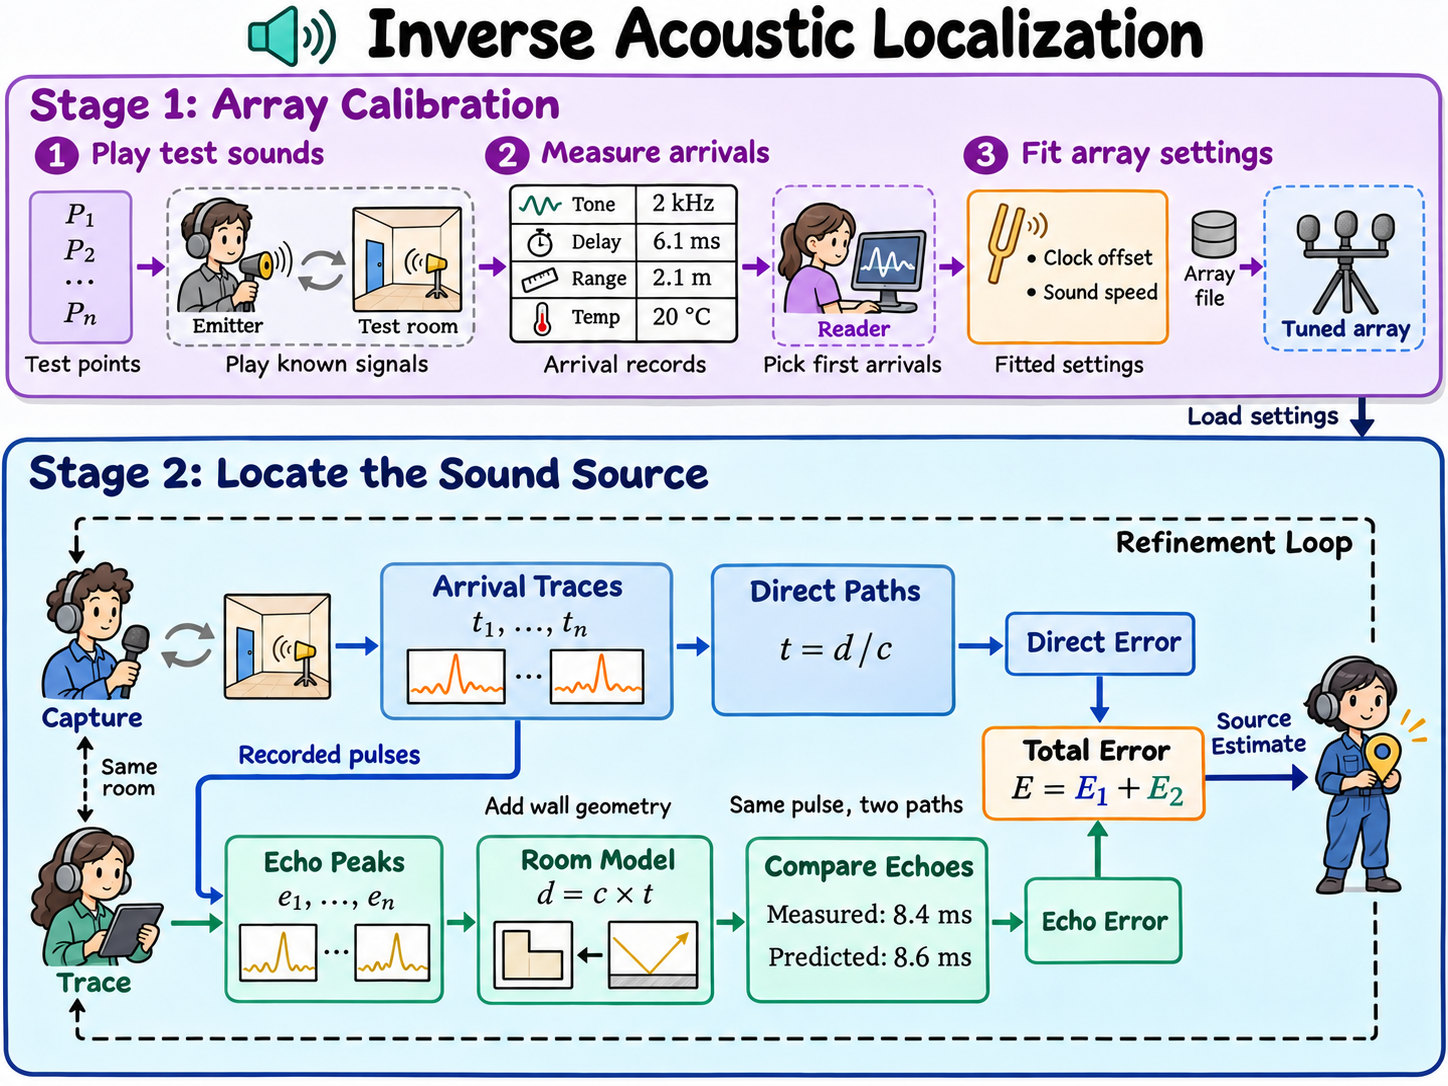 Inverse Acoustic Localization
Stage 1: Array Calibration
1 Play test sounds
P1
P2
...
Pn
Test points
Emitter
Test room
Play known signals
2 Measure arrivals
Tone 2 kHz
Delay 6.1 ms
Range 2.1 m
Temp 20 °C
Arrival records
Reader
Pick first arrivals
3 Fit array settings
• Clock offset
• Sound speed
Fitted settings
Array
file
Tuned array
Load settings
Stage 2: Locate the Sound Source
Refinement Loop
Capture
Same
room
Trace
Arrival Traces
t1, ..., tn
...
Direct Paths
t = d/c
Direct Error
Recorded pulses
Total Error
E = E1 + E2
Source
Estimate
Echo Peaks
e1, ..., en
...
Add wall geometry
Room Model
d = c × t
Same pulse, two paths
Compare Echoes
Measured: 8.4 ms
Predicted: 8.6 ms
Echo Error